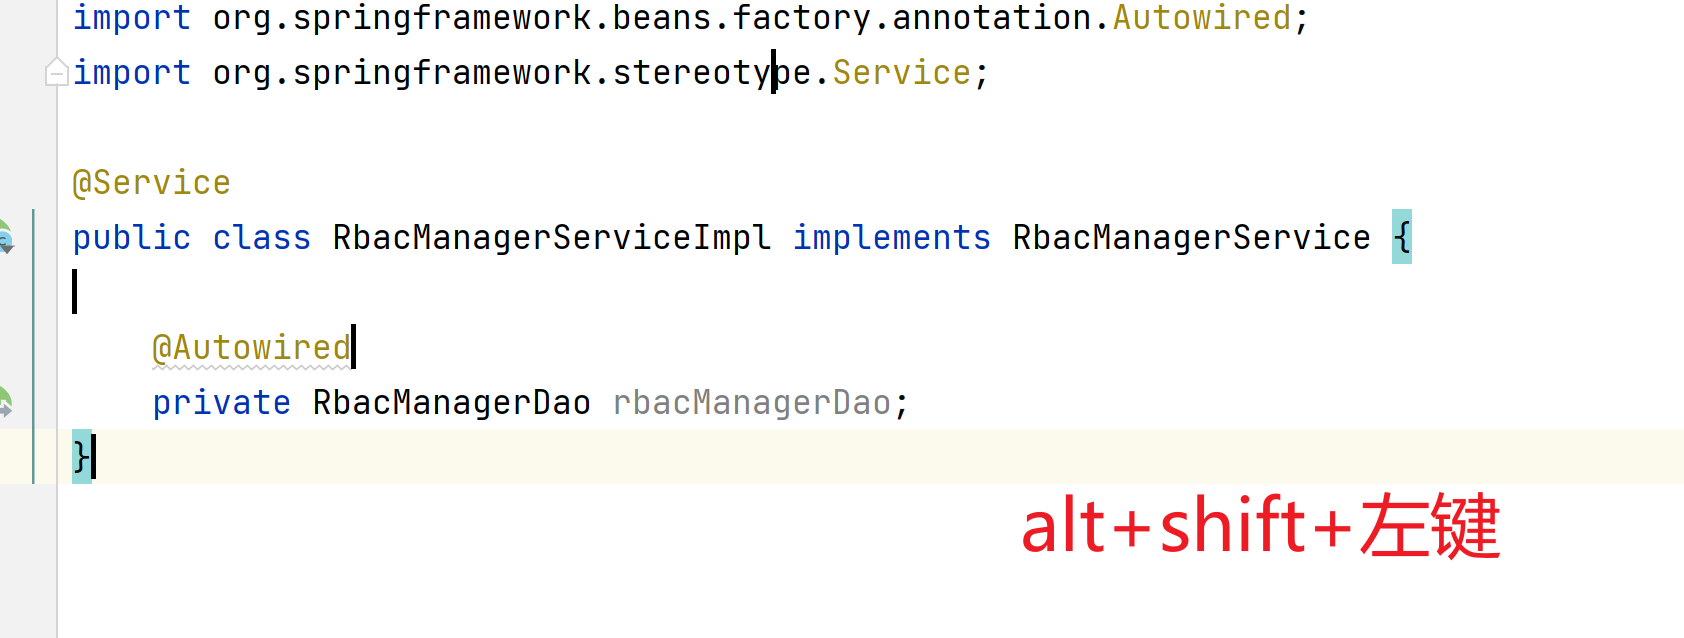 import org.springframework.beans.factory.annotation.Autowired;
import org.springframework.stereotype.Service;
@Service
public class RbacManagerServiceImpl implements RbacManagerService {
@Autowired
private RbacManagerDao rbacManagerDao;
}
alt+shift+左键